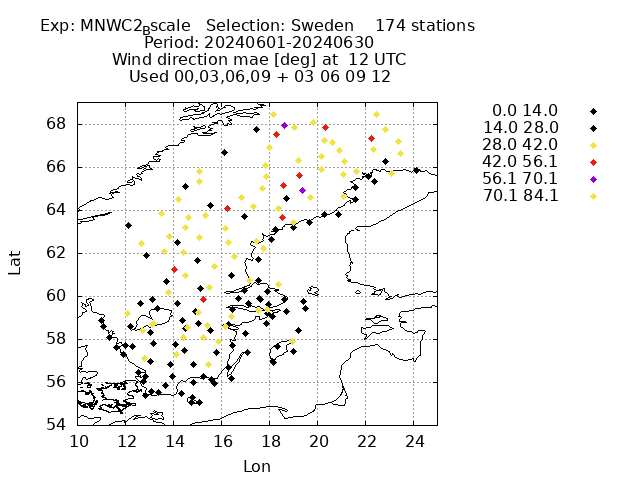 Exp: MNWC2_Bscale   Selection: Sweden    174 stations
Period: 20240601-20240630
Wind direction mae [deg] at  12 UTC
Used 00,03,06,09 + 03 06 09 12
0.0 14.0
14.0 28.0
28.0 42.0
42.0 56.1
56.1 70.1
70.1 84.1
68
66
64
62
60
58
56
54
Lat
10 12 14 16 18 20 22 24
Lon